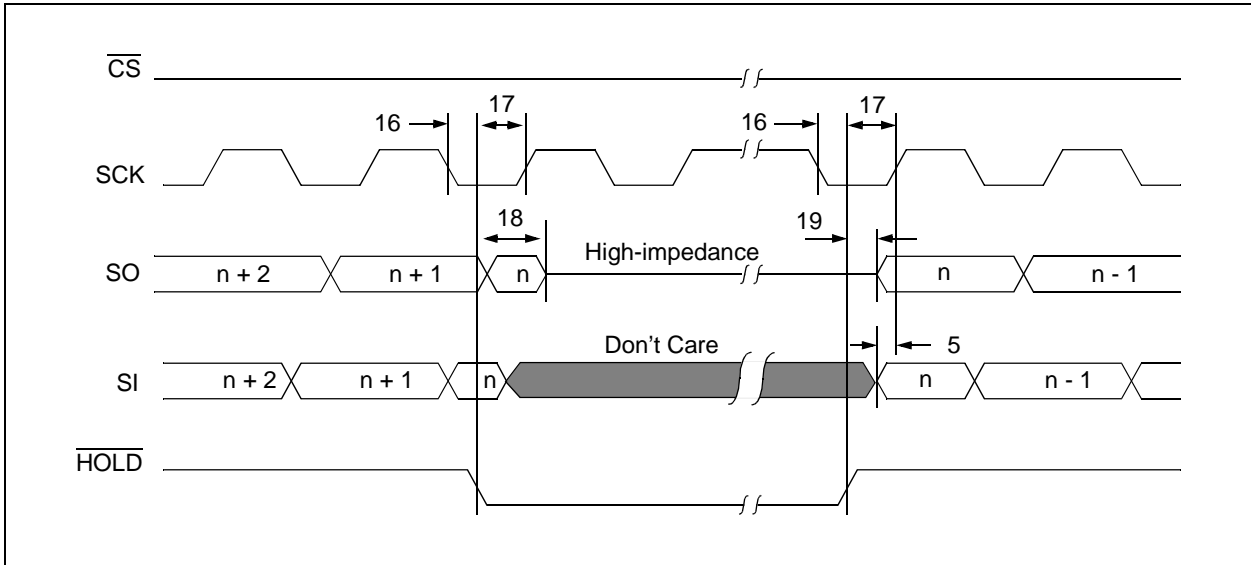 CS
17
17
16
16
SCK
18
19
High-impedance
SO
n + 2
n + 1
n
n
n - 1
Don't Care
5
SI
n + 2
n + 1
n
n
n - 1
HOLD